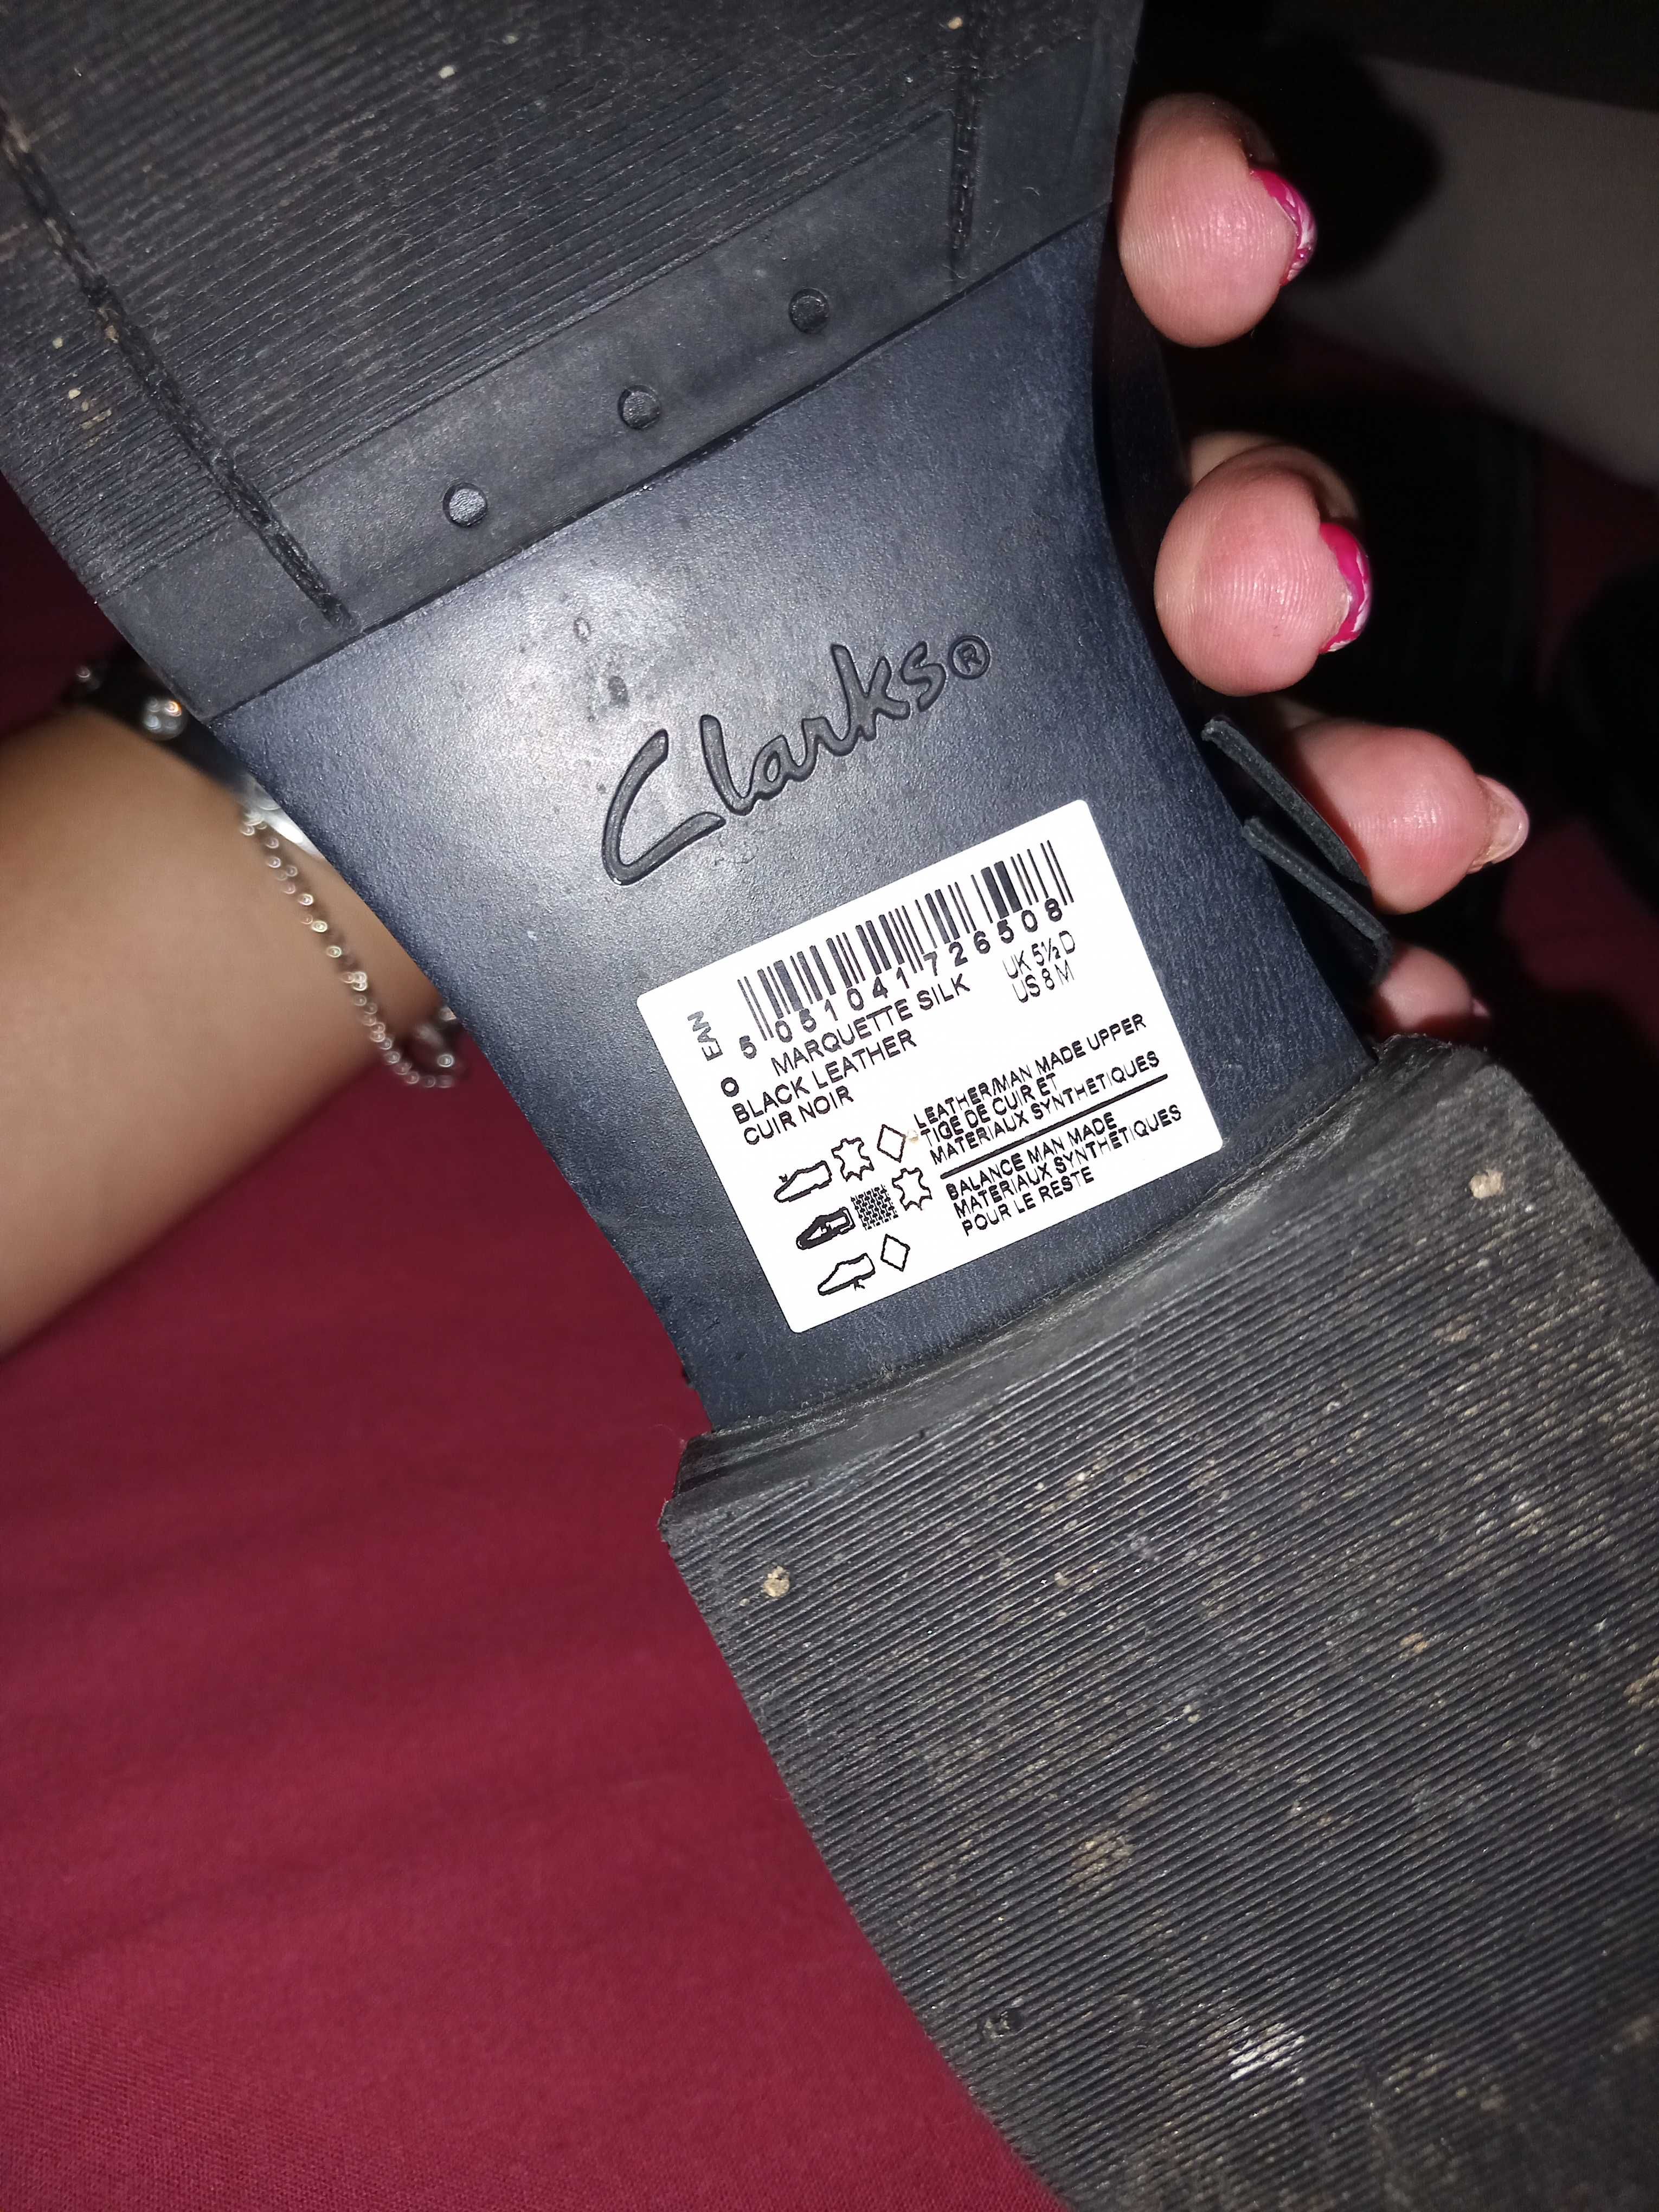 Clarks®
EAN
5 051041 726508
MARQUETTE SILK
UK 5½ D
US 8 M
O
BLACK LEATHER
CUIR NOIR
LEATHER/MAN MADE UPPER
TIGE DE CUIR ET
MATERIAUX SYNTHETIQUES
BALANCE MAN MADE
MATERIAUX SYNTHETIQUES
POUR LE RESTE